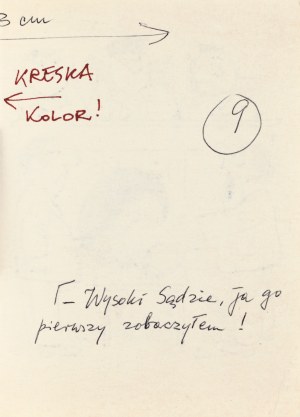 3 cm
KRESKA
KOLOR!
9
– Wysoki Sądzie, ja go
pierwszy zobaczyłem!